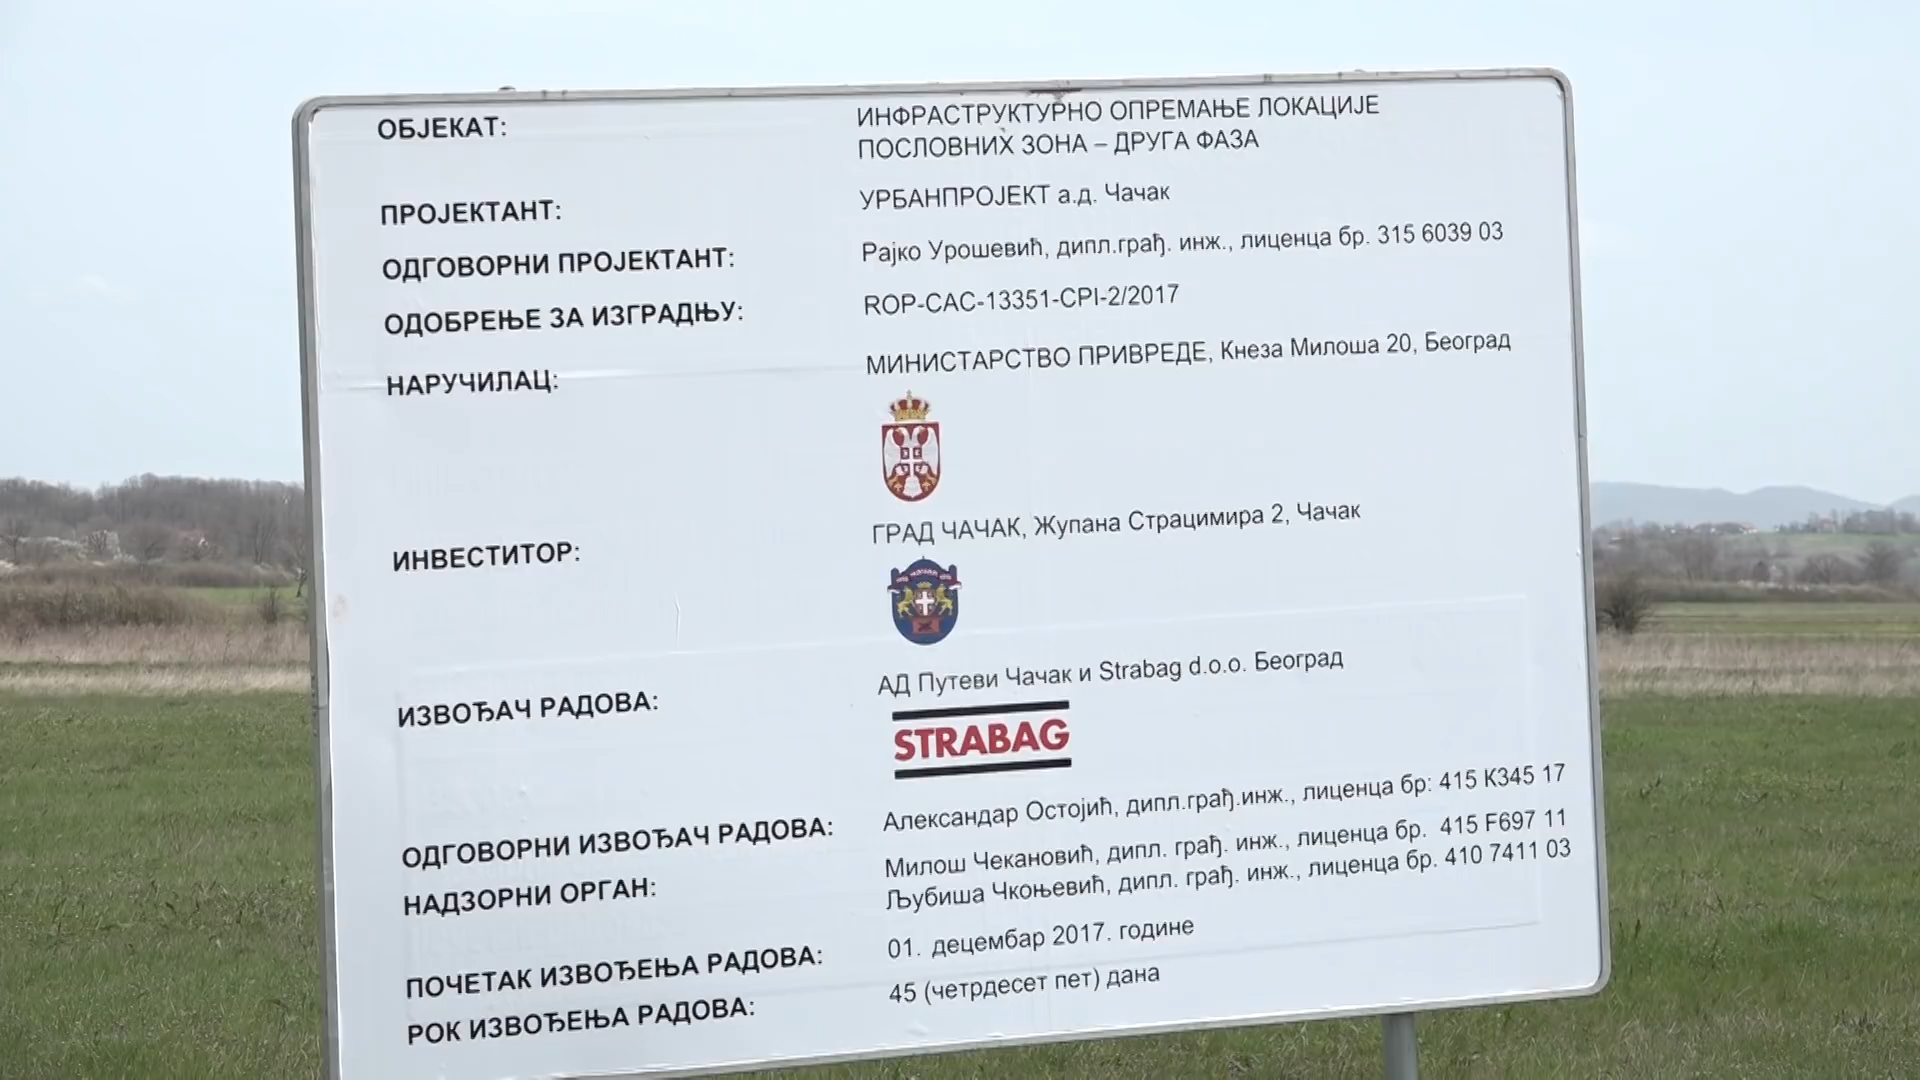 ОБЈЕКАТ: ИНФРАСТРУКТУРНО ОПРЕМАЊЕ ЛОКАЦИЈЕ
ПОСЛОВНИХ ЗОНА – ДРУГА ФАЗА
ПРОЈЕКТАНТ: УРБАНПРОЈЕКТ а.д. Чачак
ОДГОВОРНИ ПРОЈЕКТАНТ: Рајко Урошевић, дипл.грађ. инж., лиценца бр. 315 6039 03
ОДОБРЕЊЕ ЗА ИЗГРАДЊУ: ROP-CAC-13351-CPI-2/2017
НАРУЧИЛАЦ: МИНИСТАРСТВО ПРИВРЕДЕ, Кнеза Милоша 20, Београд
ИНВЕСТИТОР: ГРАД ЧАЧАК, Жупана Страцимира 2, Чачак
ИЗВОЂАЧ РАДОВА: АД Путеви Чачак и Strabag d.o.o. Београд
STRABAG
ОДГОВОРНИ ИЗВОЂАЧ РАДОВА: Александар Остојић, дипл.грађ.инж., лиценца бр: 415 К345 17
НАДЗОРНИ ОРГАН: Милош Чекановић, дипл. грађ. инж., лиценца бр. 415 F697 11
Љубиша Чкоњевић, дипл. грађ. инж., лиценца бр. 410 7411 03
ПОЧЕТАК ИЗВОЂЕЊА РАДОВА: 01. децембар 2017. године
РОК ИЗВОЂЕЊА РАДОВА: 45 (четрдесет пет) дана